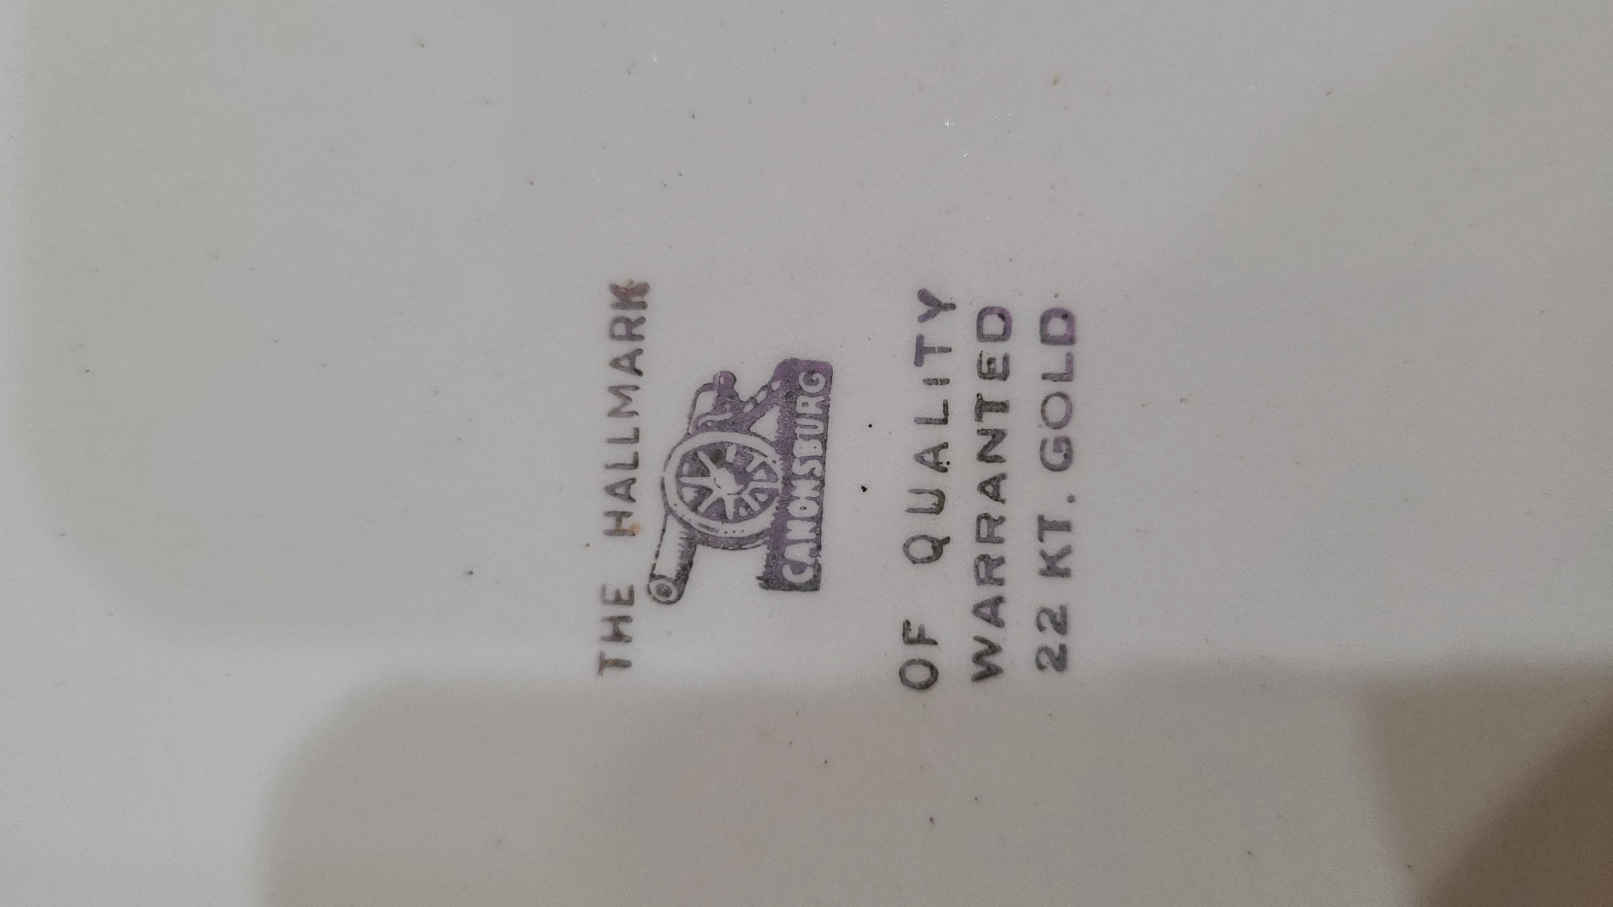 THE HALLMARK
CANONSBURG
OF QUALITY
WARRANTED
22 KT. GOLD